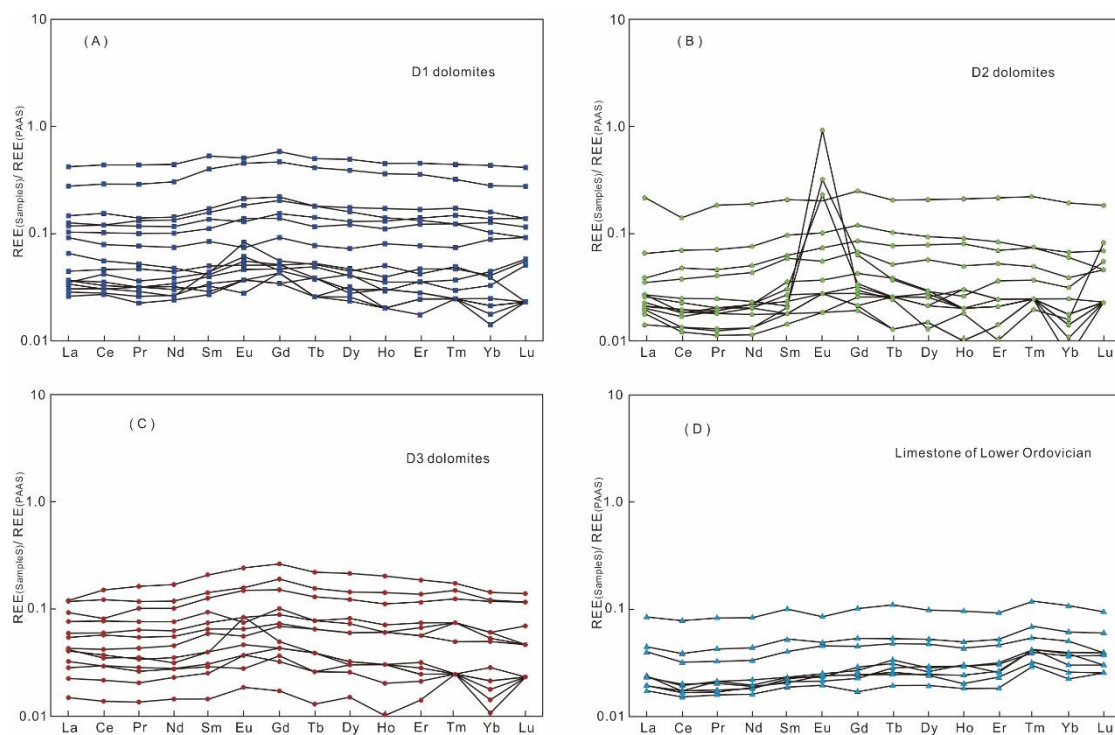 10
( A )
D1 dolomites
1.0
0.1
0.01
REE(SampleS)/ REE(PAAS)
La Ce Pr Nd Sm Eu Gd Tb Dy Ho Er Tm Yb Lu
10
( B )
D2 dolomites
1.0
0.1
0.01
REE(SampleS)/ REE(PAAS)
La Ce Pr Nd Sm Eu Gd Tb Dy Ho Er Tm Yb Lu
10
( C )
D3 dolomites
1.0
0.1
0.01
REE(SampleS)/ REE(PAAS)
La Ce Pr Nd Sm Eu Gd Tb Dy Ho Er Tm Yb Lu
10
( D )
Limestone of Lower Ordovician
1.0
0.1
0.01
REE(SampleS)/ REE(PAAS)
La Ce Pr Nd Sm Eu Gd Tb Dy Ho Er Tm Yb Lu